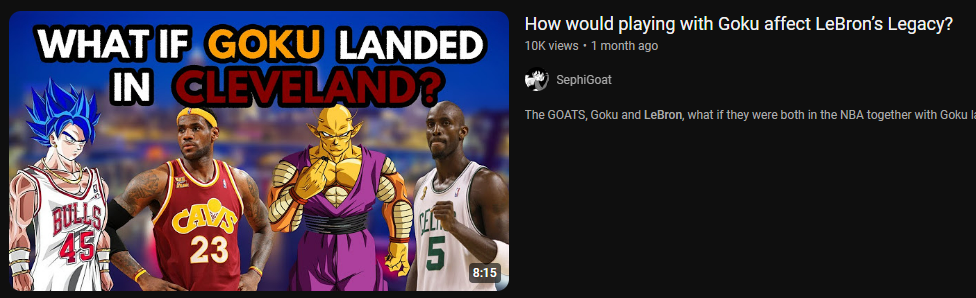 WHAT IF GOKU LANDED
IN CLEVELAND?
BULLS
45
CAVS
23
CELT
5
8:15
How would playing with Goku affect LeBron’s Legacy?
10K views • 1 month ago
SephiGoat
The GOATS, Goku and LeBron, what if they were both in the NBA together with Goku la